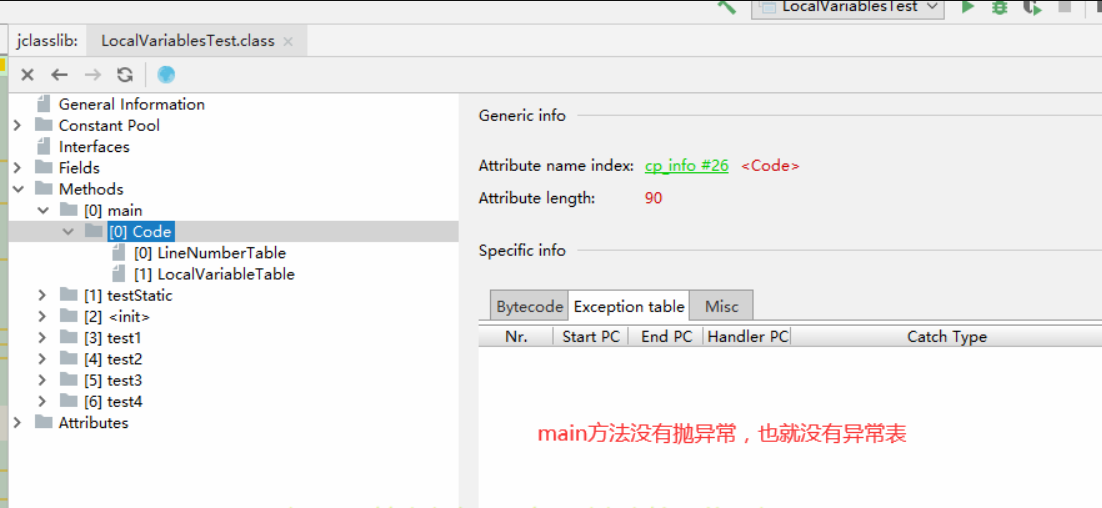 LocalVariablesTest
jclasslib: LocalVariablesTest.class
General Information
Constant Pool
Interfaces
Fields
Methods
[0] main
[0] Code
[0] LineNumberTable
[1] LocalVariableTable
[1] testStatic
[2] <init>
[3] test1
[4] test2
[5] test3
[6] test4
Attributes
Generic info
Attribute name index: cp_info #26 <Code>
Attribute length: 90
Specific info
Bytecode Exception table Misc
Nr. Start PC End PC Handler PC Catch Type
main方法没有抛异常，也就没有异常表